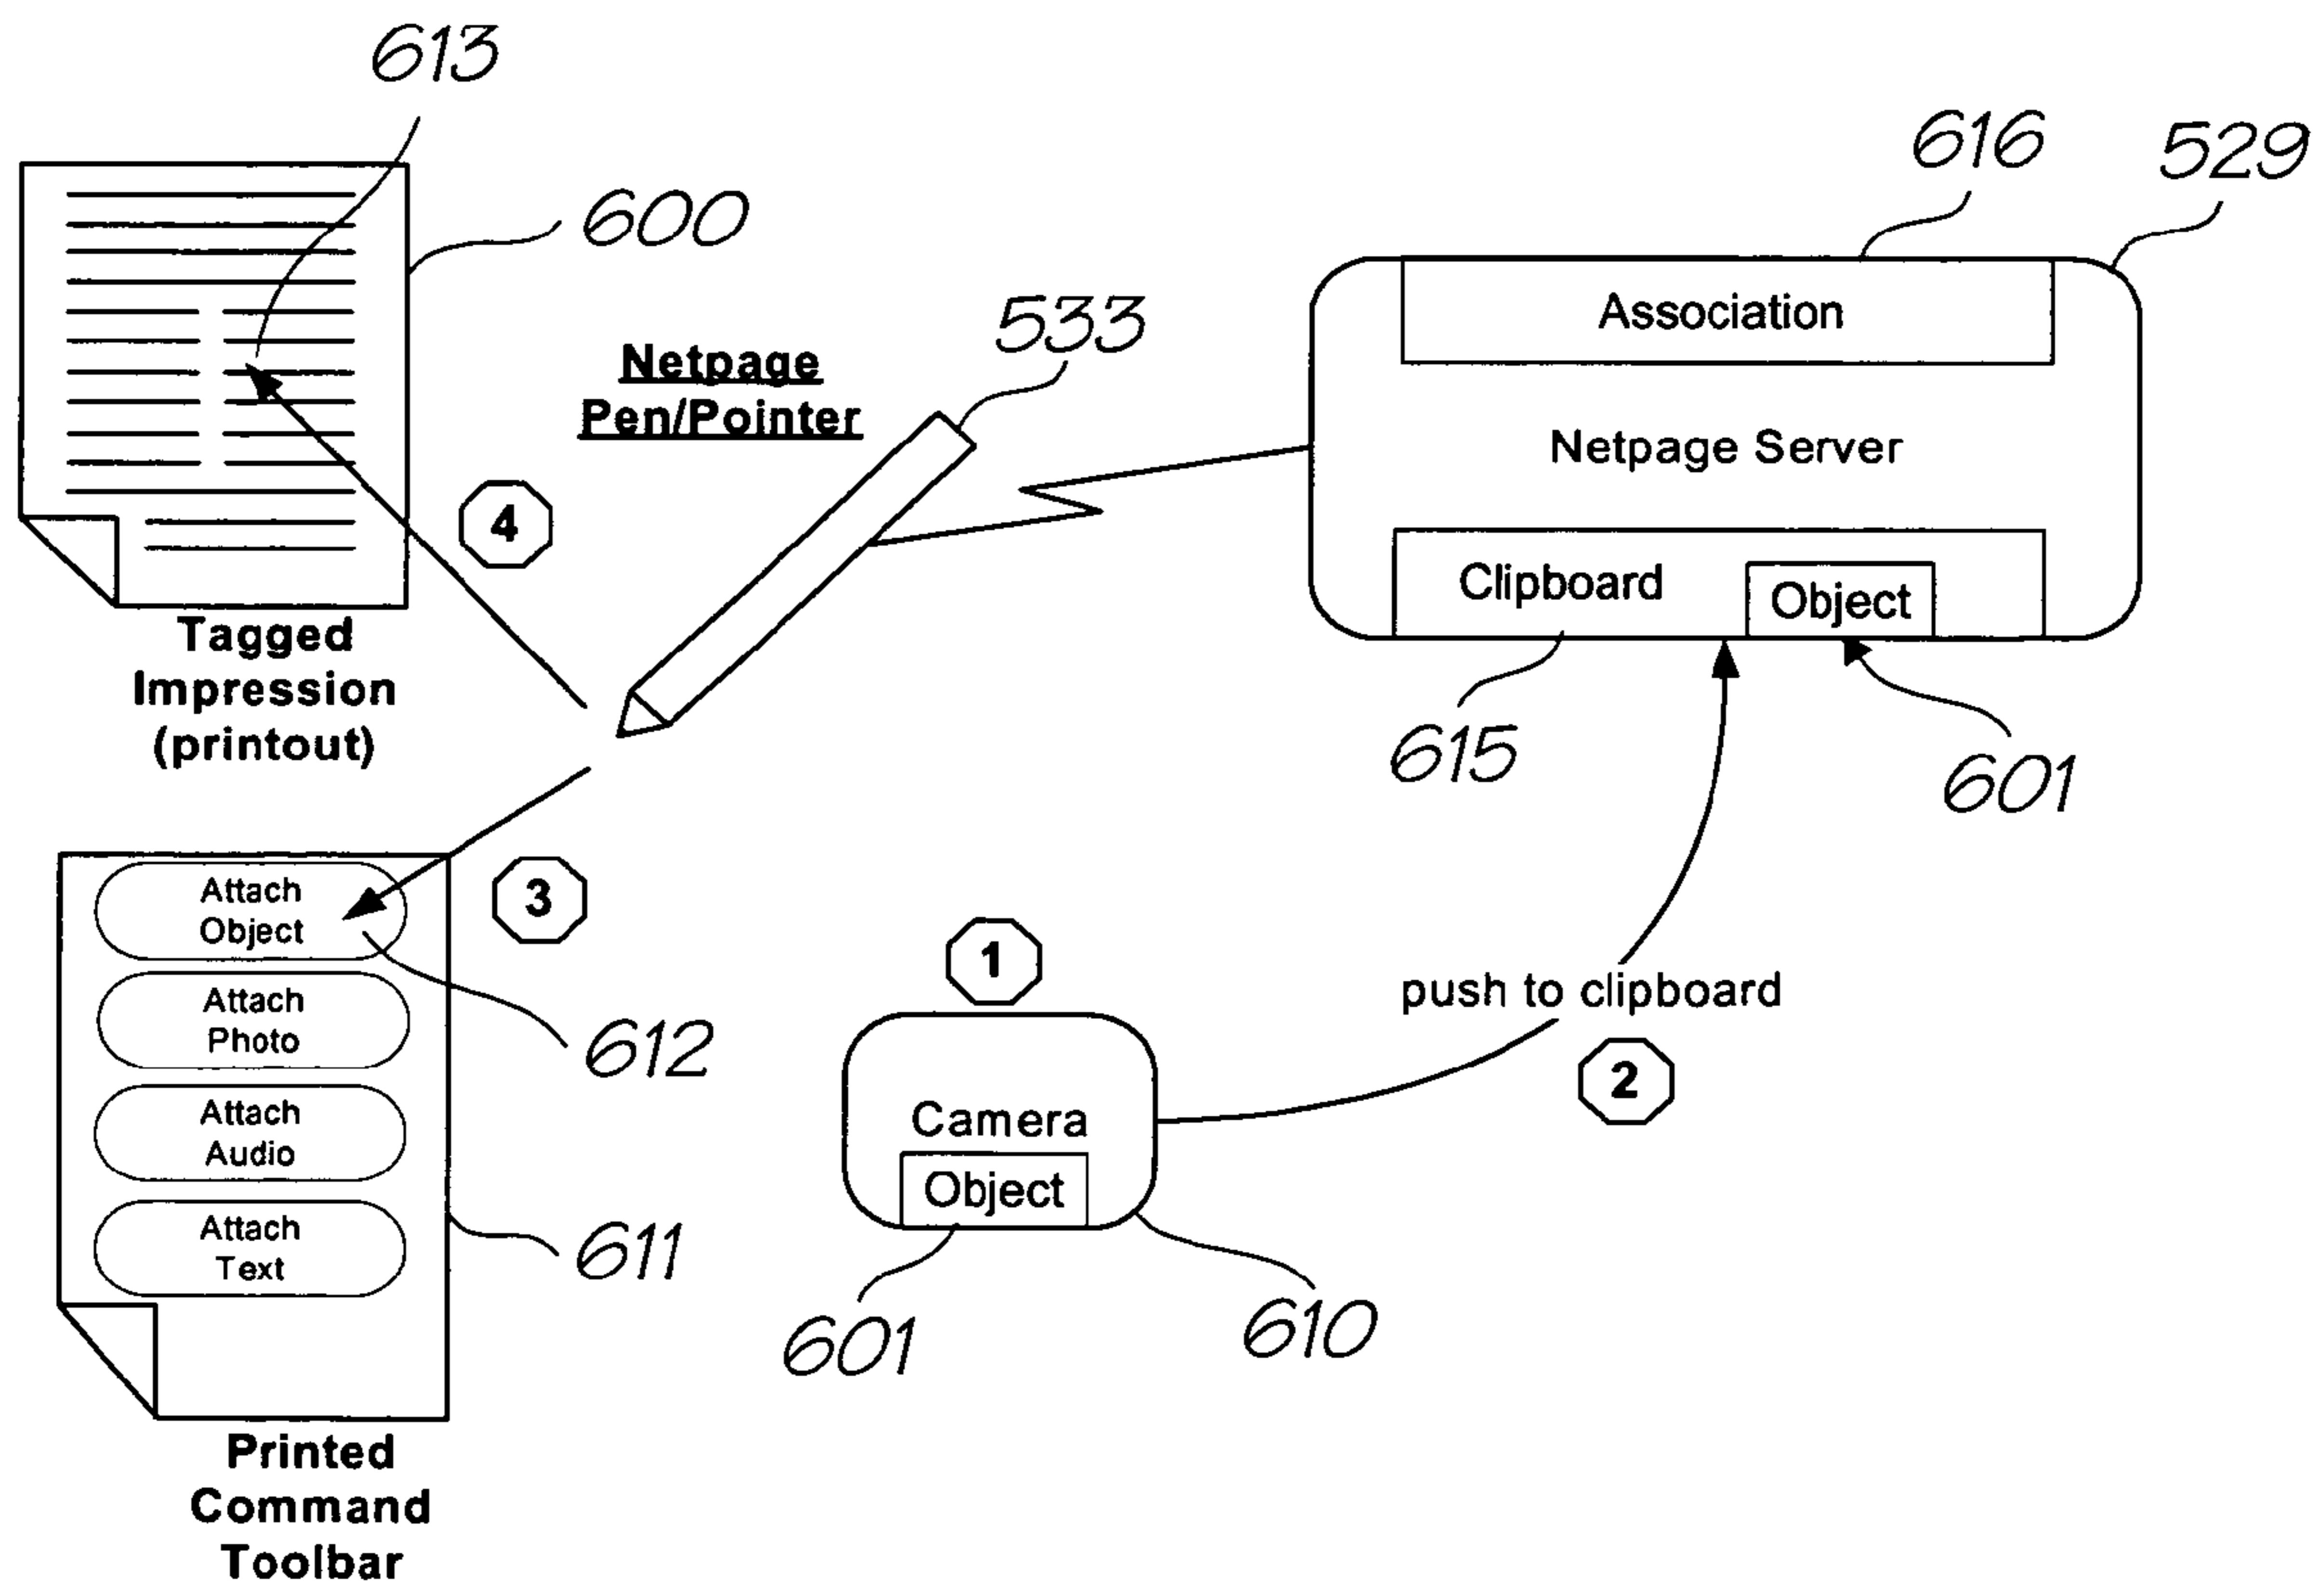 613
600
616
529
533
Association
Netpage
Pen/Pointer
Netpage Server
4
Clipboard
Object
Tagged
Impression
(printout)
615
601
3
Attach
Object
Attach
Photo
Attach
Audio
Attach
Text
612
611
1
push to clipboard
2
Camera
Object
601
610
Printed
Command
Toolbar